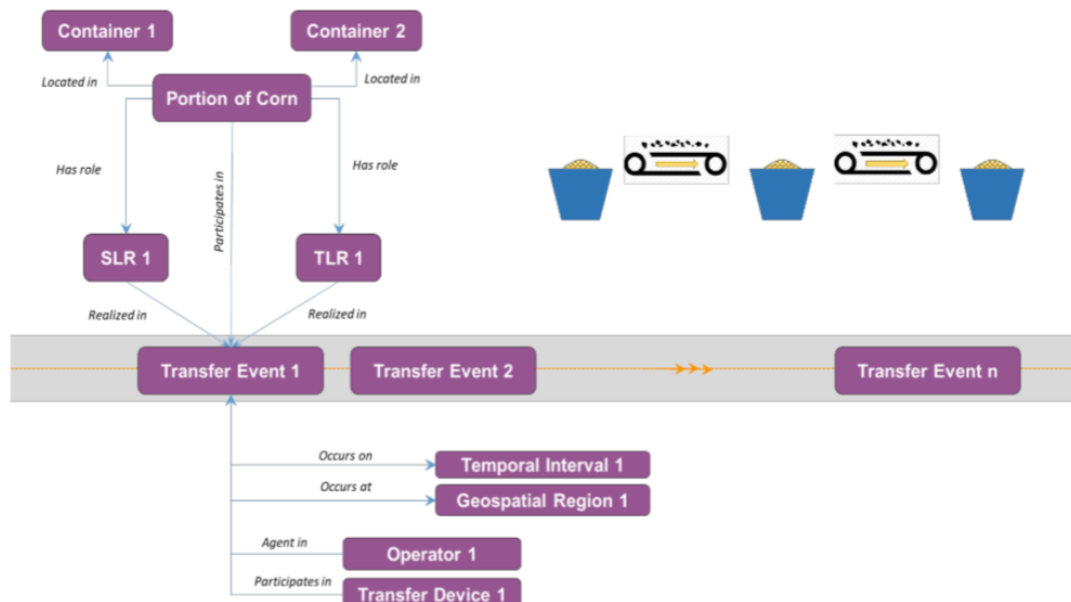 Container 1
Container 2
Located in
Located in
Portion of Corn
Has role
Participates in
Has role
SLR 1
TLR 1
Realized in
Realized in
Transfer Event 1
Transfer Event 2
Transfer Event n
Occurs on
Temporal Interval 1
Occurs at
Geospatial Region 1
Agent in
Operator 1
Participates in
Transfer Device 1